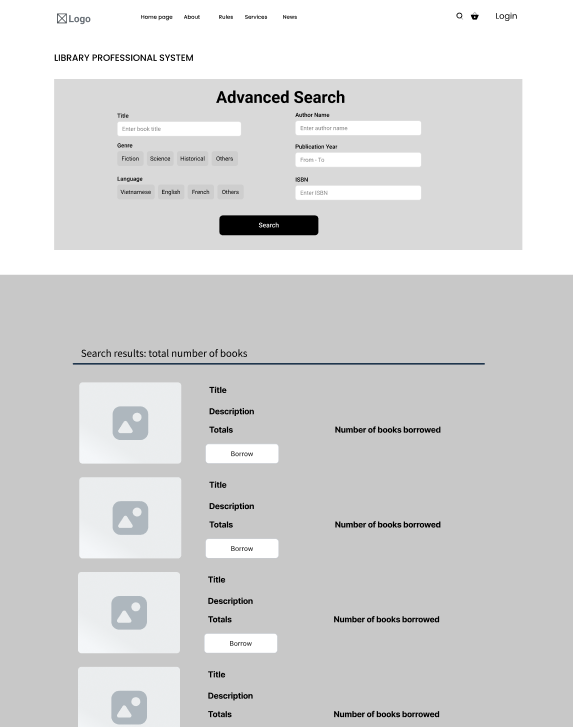 Logo
Home page About Rules Services News
Login
LIBRARY PROFESSIONAL SYSTEM
Advanced Search
Title
Enter book title
Author Name
Enter author name
Genre
Fiction Science Historical Others
Publication Year
From - To
Language
Vietnamese English French Others
ISBN
Enter ISBN
Search
Search results: total number of books
Title
Description
Totals Number of books borrowed
Borrow
Title
Description
Totals Number of books borrowed
Borrow
Title
Description
Totals Number of books borrowed
Borrow
Title
Description
Totals Number of books borrowed